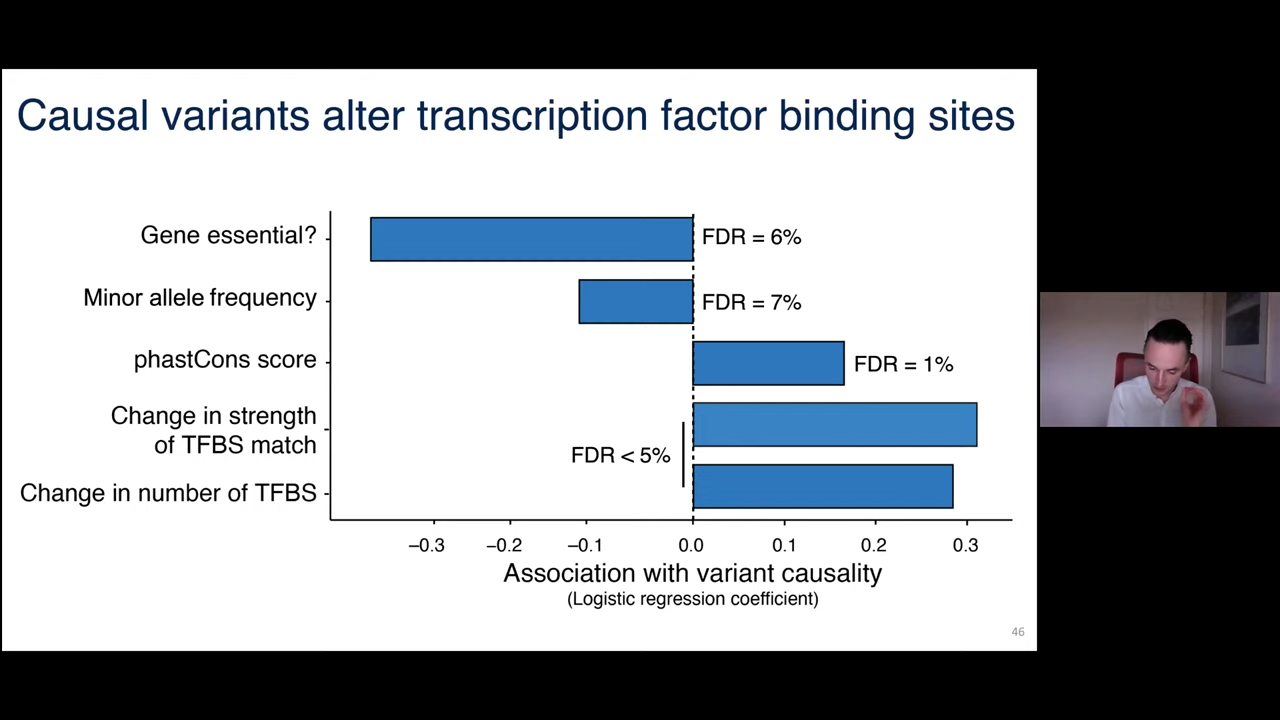 Causal variants alter transcription factor binding sites
Gene essential?
FDR = 6%
Minor allele frequency
FDR = 7%
phastCons score
FDR = 1%
Change in strength
of TFBS match
FDR < 5%
Change in number of TFBS
–0.3 –0.2 –0.1 0.0 0.1 0.2 0.3
Association with variant causality
(Logistic regression coefficient)
46